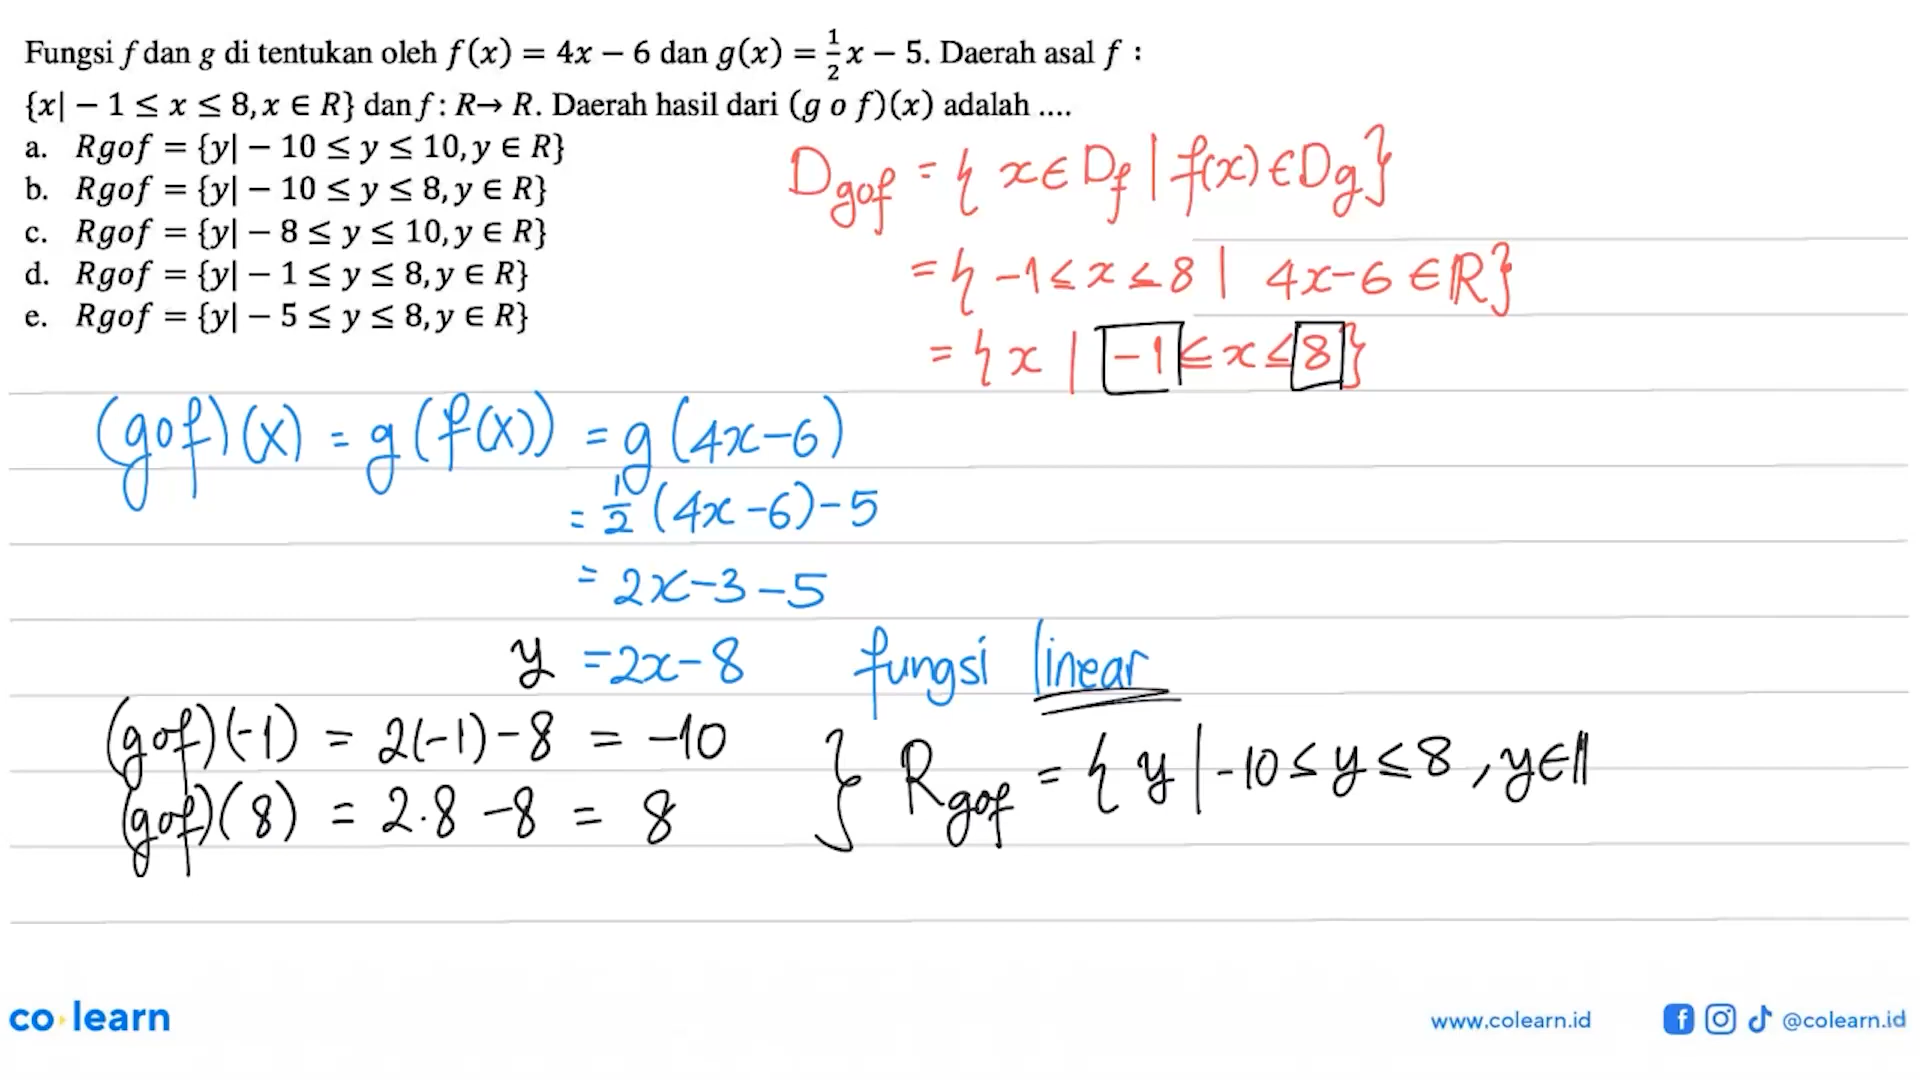 Fungsi f dan g di tentukan oleh f(x) = 4x − 6 dan g(x) = 1/2 x − 5. Daerah asal f :
{x| − 1 ≤ x ≤ 8, x ∈ R} dan f : R→ R. Daerah hasil dari (g o f)(x) adalah ....
a. Rgof = {y| − 10 ≤ y ≤ 10, y ∈ R}
b. Rgof = {y| − 10 ≤ y ≤ 8, y ∈ R}
c. Rgof = {y| − 8 ≤ y ≤ 10, y ∈ R}
d. Rgof = {y| − 1 ≤ y ≤ 8, y ∈ R}
e. Rgof = {y| − 5 ≤ y ≤ 8, y ∈ R}
Dgof = { x ∈ Df | f(x) ∈ Dg}
= { -1 ≤ x ≤ 8 | 4x-6 ∈ R}
= { x | -1 ≤ x ≤ 8 }
(gof)(x) = g(f(x)) = g(4x-6)
= 1/2 (4x-6)-5
= 2x-3-5
y = 2x-8 fungsi linear
(gof)(-1) = 2(-1)-8 = -10
(gof)(8) = 2.8 -8 = 8
} Rgof = { y | -10 ≤ y ≤ 8, y ∈
co learn
www.colearn.id
@colearn.id